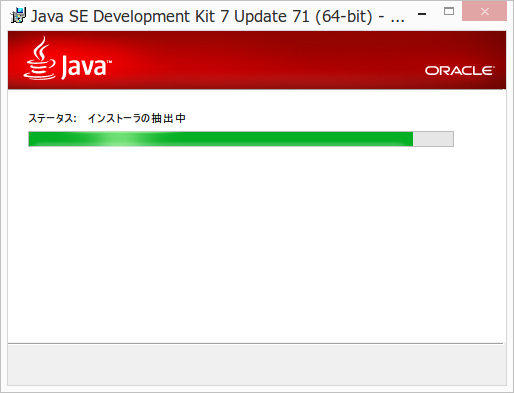 Java SE Development Kit 7 Update 71 (64-bit) - ...
Java™
ORACLE®
ステータス: インストーラの抽出中